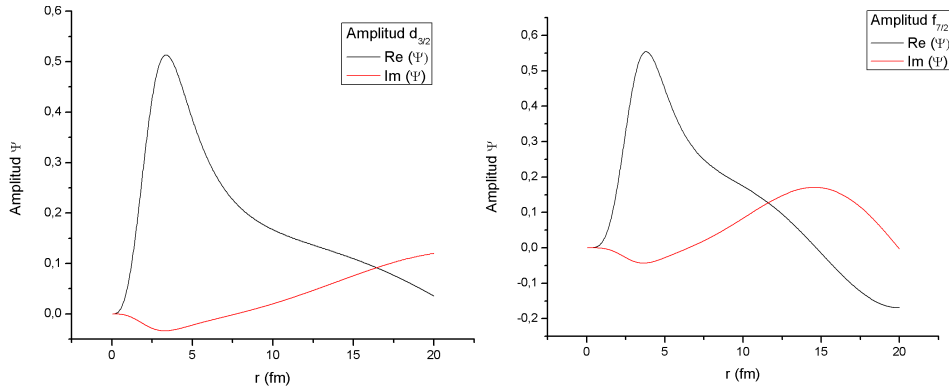 Amplitud d3/2
Re (Ψ)
Im (Ψ)
0,6
0,5
0,4
0,3
0,2
0,1
0,0
Amplitud Ψ
0
5
10
15
20
r (fm)
Amplitud f7/2
Re (Ψ)
Im (Ψ)
0,6
0,5
0,4
0,3
0,2
0,1
0,0
-0,1
-0,2
Amplitud Ψ
0
5
10
15
20
r (fm)